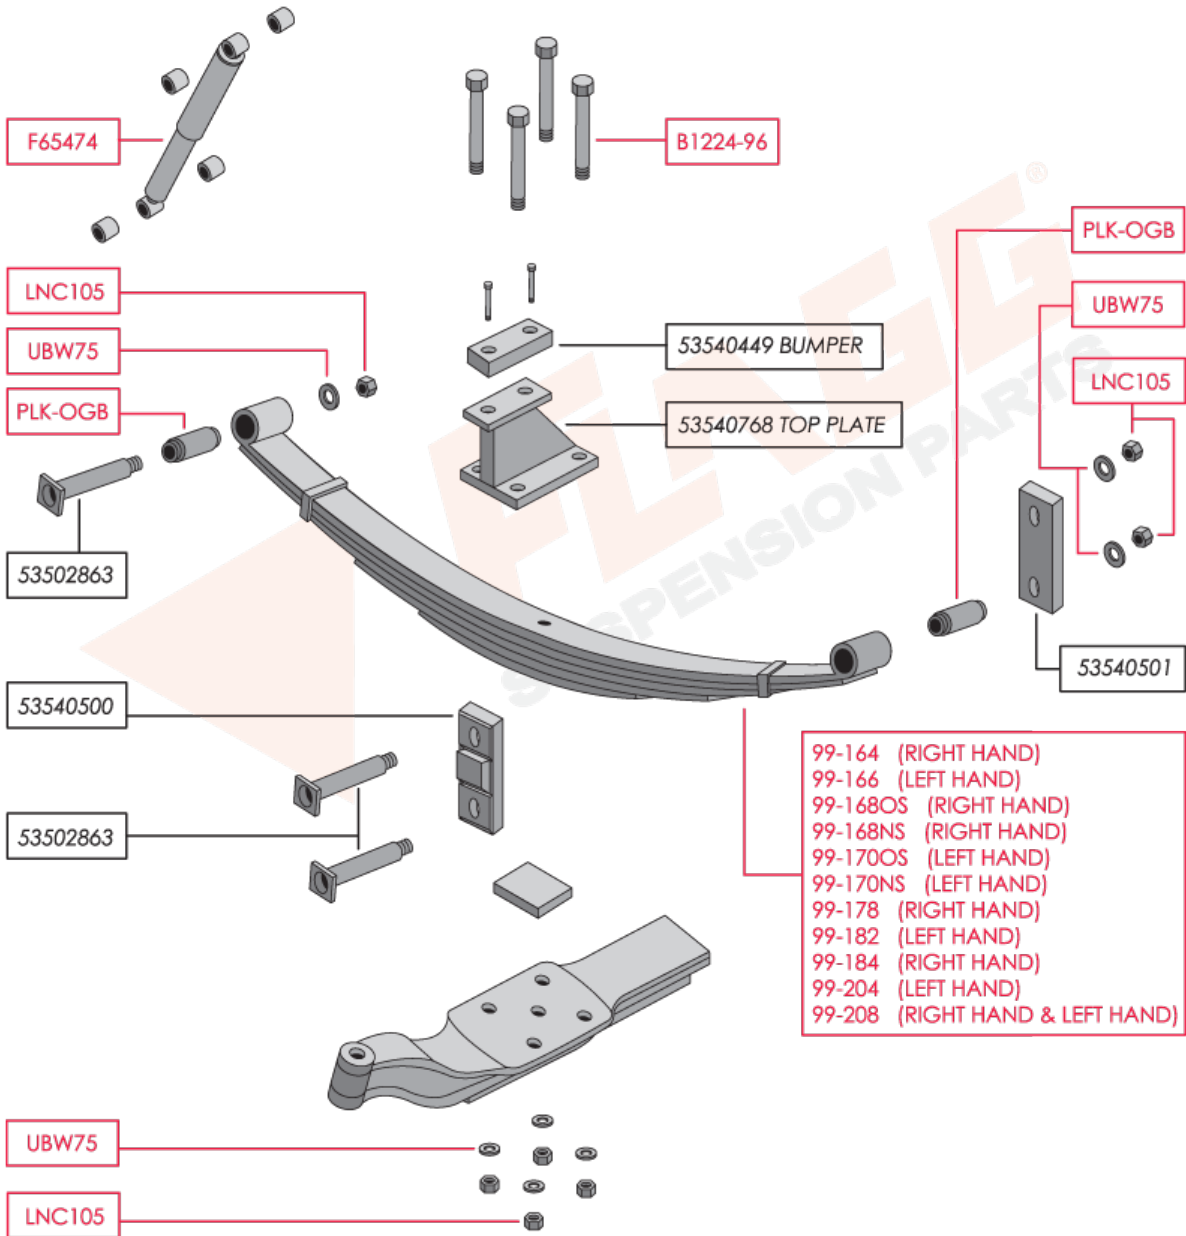 F65474
B1224-96
PLK-OGB
LNC105
UBW75
UBW75
53540449 BUMPER
LNC105
PLK-OGB
53540768 TOP PLATE
53502863
53540501
53540500
99-164 (RIGHT HAND)
99-166 (LEFT HAND)
99-168OS (RIGHT HAND)
99-168NS (RIGHT HAND)
99-170OS (LEFT HAND)
99-170NS (LEFT HAND)
99-178 (RIGHT HAND)
99-182 (LEFT HAND)
99-184 (RIGHT HAND)
99-204 (LEFT HAND)
99-208 (RIGHT HAND & LEFT HAND)
53502863
UBW75
LNC105
FLAGG®
SUSPENSION PARTS